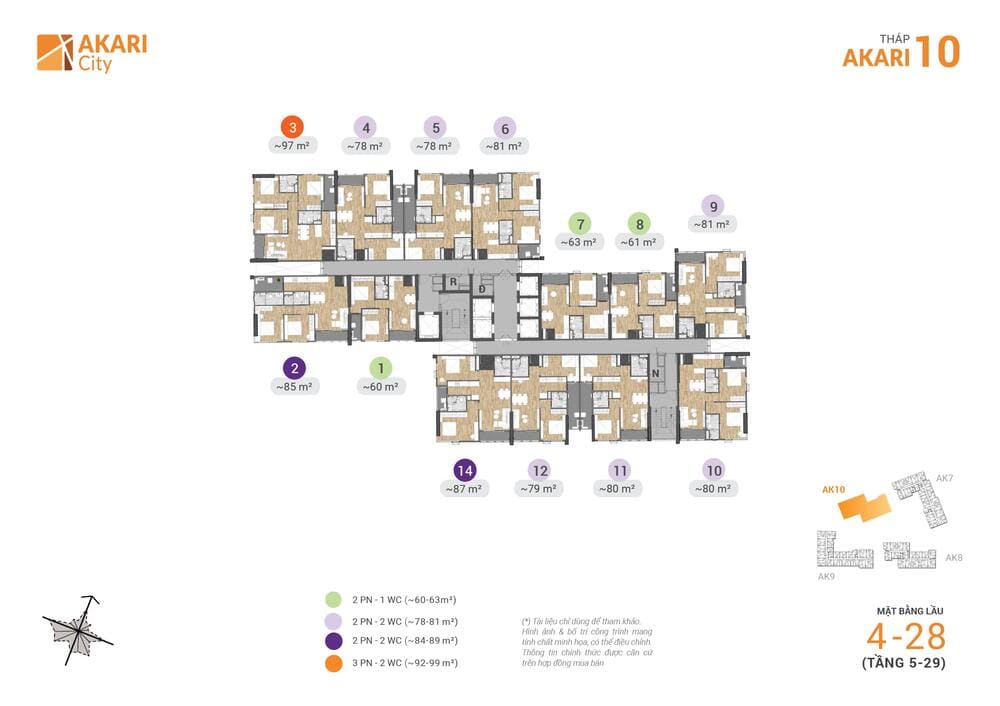 AKARI
City
THÁP
AKARI 10
3
~97 m²
4
~78 m²
5
~78 m²
6
~81 m²
7
~63 m²
8
~61 m²
9
~81 m²
R
Đ
N
2
~85 m²
1
~60 m²
14
~87 m²
12
~79 m²
11
~80 m²
10
~80 m²
AK10
AK7
AK8
AK9
2 PN - 1 WC (~60-63m²)
2 PN - 2 WC (~78-81 m²)
2 PN - 2 WC (~84-89 m²)
3 PN - 2 WC (~92-99 m²)
(*) Tài liệu chỉ dùng để tham khảo.
Hình ảnh & bố trí công trình mang
tính chất minh họa, có thể điều chỉnh.
Thông tin chính thức được căn cứ
trên hợp đồng mua bán
MẶT BẰNG LẦU
4-28
(TẦNG 5-29)